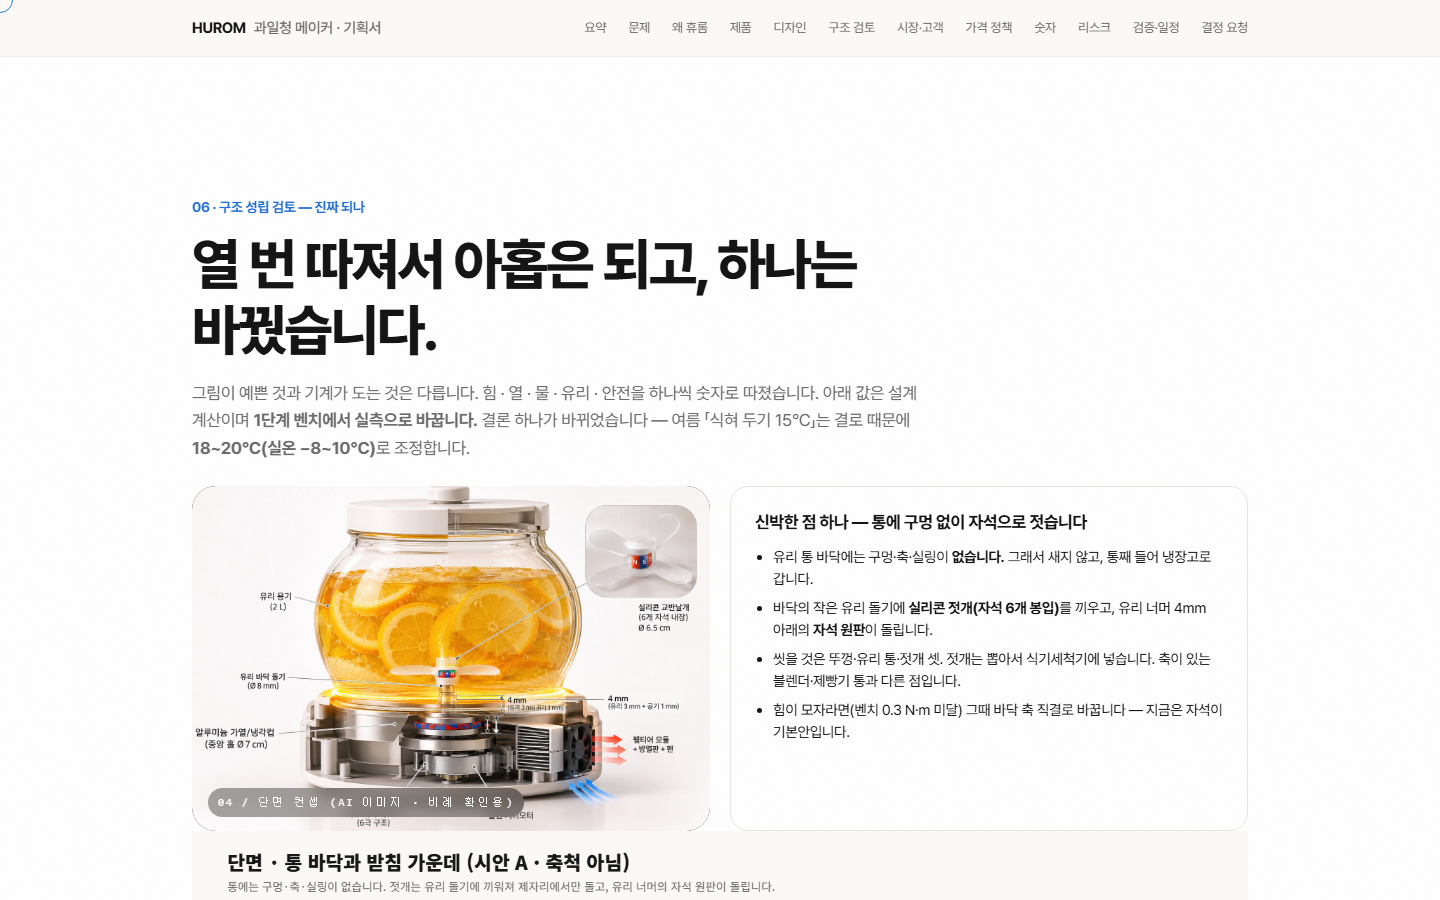 HUROM 과일청 메이커 · 기획서
요약 문제 왜 휴롬 제품 디자인 구조 검토 시장·고객 가격 정책 숫자 리스크 검증·일정 결정 요청
06 · 구조 성립 검토 — 진짜 되나
열 번 따져서 아홉은 되고, 하나는
바꿨습니다.
그림이 예쁜 것과 기계가 도는 것은 다릅니다. 힘 · 열 · 물 · 유리 · 안전을 하나씩 숫자로 따졌습니다. 아래 값은 설계
계산이며 1단계 벤치에서 실측으로 바꿉니다. 결론 하나가 바뀌었습니다 — 여름 「식혀 두기 15°C」는 결로 때문에
18~20°C(실온 −8~10°C)로 조정합니다.
실리콘 교반날개
(6개 자석 내장)
Ø 6.5 cm
유리 용기
(2 L)
유리 바닥 돌기
(Ø 8 mm)
4 mm
(유리 3 mm + 공기 1 mm)
4 mm
(유리 3 mm + 공기 1 mm)
알루미늄 가열/냉각컵
(중앙 홀 Ø 7 cm)
펠티어 모듈
+ 방열판 + 팬
04 / 단면 컨셉 (AI 이미지 · 비례 확인용)
(6극 구조)
신박한 점 하나 — 통에 구멍 없이 자석으로 젓습니다
• 유리 통 바닥에는 구멍·축·실링이 없습니다. 그래서 새지 않고, 통째 들어 냉장고로
갑니다.
• 바닥의 작은 유리 돌기에 실리콘 젓개(자석 6개 봉입)를 끼우고, 유리 너머 4mm
아래의 자석 원판이 돌립니다.
• 씻을 것은 뚜껑·유리 통·젓개 셋. 젓개는 뽑아서 식기세척기에 넣습니다. 축이 있는
블렌더·제빵기 통과 다른 점입니다.
• 힘이 모자라면(벤치 0.3 N·m 미달) 그때 바닥 축 직결로 바꿉니다 — 지금은 자석이
기본안입니다.
단면 · 통 바닥과 받침 가운데 (시안 A · 축척 아님)
통에는 구멍·축·실링이 없습니다. 젓개는 유리 돌기에 끼워져 제자리에서만 돌고, 유리 너머의 자석 원판이 돌립니다.